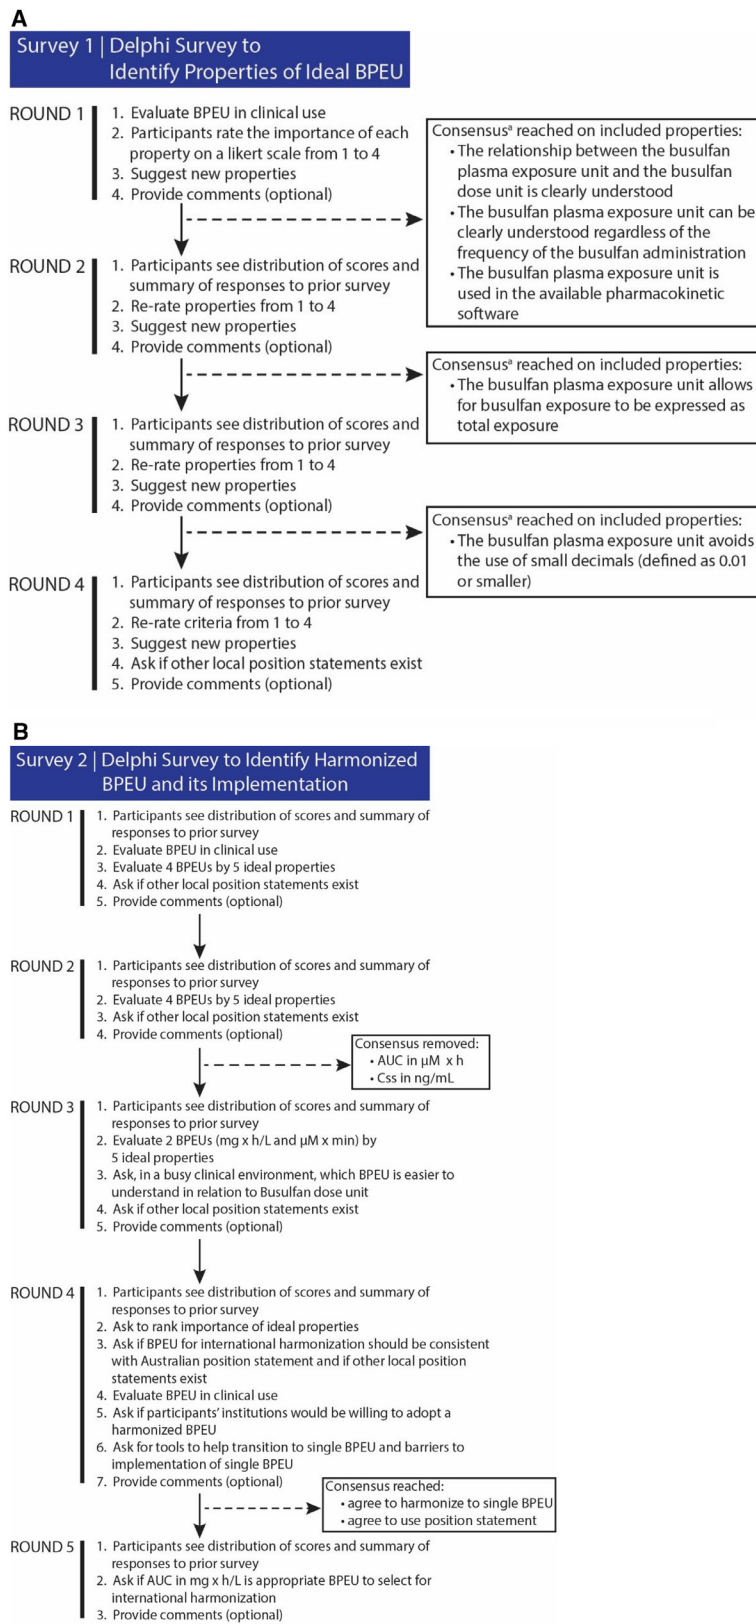 A
Survey 1 | Delphi Survey to
Identify Properties of Ideal BPEU
ROUND 1
1. Evaluate BPEU in clinical use
2. Participants rate the importance of each
property on a likert scale from 1 to 4
3. Suggest new properties
4. Provide comments (optional)
Consensusª reached on included properties:
• The relationship between the busulfan
plasma exposure unit and the busulfan
dose unit is clearly understood
• The busulfan plasma exposure unit can be
clearly understood regardless of the
frequency of the busulfan administration
• The busulfan plasma exposure unit is
used in the available pharmacokinetic
software
ROUND 2
1. Participants see distribution of scores and
summary of responses to prior survey
2. Re-rate properties from 1 to 4
3. Suggest new properties
4. Provide comments (optional)
Consensusª reached on included properties:
• The busulfan plasma exposure unit allows
for busulfan exposure to be expressed as
total exposure
ROUND 3
1. Participants see distribution of scores and
summary of responses to prior survey
2. Re-rate properties from 1 to 4
3. Suggest new properties
4. Provide comments (optional)
Consensusª reached on included properties:
• The busulfan plasma exposure unit avoids
the use of small decimals (defined as 0.01
or smaller)
ROUND 4
1. Participants see distribution of scores and
summary of responses to prior survey
2. Re-rate criteria from 1 to 4
3. Suggest new properties
4. Ask if other local position statements exist
5. Provide comments (optional)
B
Survey 2 | Delphi Survey to Identify Harmonized
BPEU and its Implementation
ROUND 1
1. Participants see distribution of scores and summary of
responses to prior survey
2. Evaluate BPEU in clinical use
3. Evaluate 4 BPEUs by 5 ideal properties
4. Ask if other local position statements exist
5. Provide comments (optional)
ROUND 2
1. Participants see distribution of scores and summary of
responses to prior survey
2. Evaluate 4 BPEUs by 5 ideal properties
3. Ask if other local position statements exist
4. Provide comments (optional)
Consensus removed:
• AUC in µM x h
• Css in ng/mL
ROUND 3
1. Participants see distribution of scores and summary of
responses to prior survey
2. Evaluate 2 BPEUs (mg x h/L and µM x min) by
5 ideal properties
3. Ask, in a busy clinical environment, which BPEU is easier to
understand in relation to Busulfan dose unit
4. Ask if other local position statements exist
5. Provide comments (optional)
ROUND 4
1. Participants see distribution of scores and summary of
responses to prior survey
2. Ask to rank importance of ideal properties
3. Ask if BPEU for international harmonization should be consistent
with Australian position statement and if other local position
statements exist
4. Evaluate BPEU in clinical use
5. Ask if participants' institutions would be willing to adopt a
harmonized BPEU
6. Ask for tools to help transition to single BPEU and barriers to
implementation of single BPEU
7. Provide comments (optional)
Consensus reached:
• agree to harmonize to single BPEU
• agree to use position statement
ROUND 5
1. Participants see distribution of scores and summary of
responses to prior survey
2. Ask if AUC in mg x h/L is appropriate BPEU to select for
international harmonization
3. Provide comments (optional)